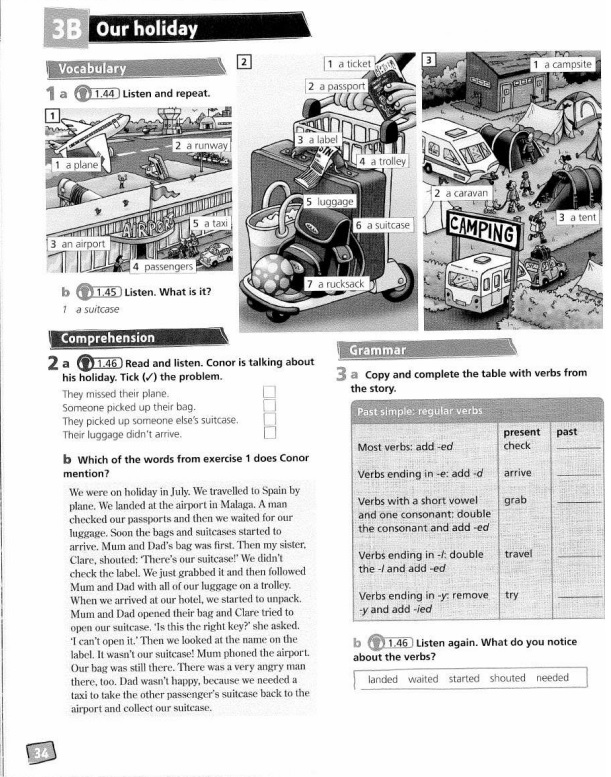 3B Our holiday
Vocabulary
1 a 1.44 Listen and repeat.
1
1 a plane
2 a runway
AIRPORT
5 a taxi
3 an airport
4 passengers
b 1.45 Listen. What is it?
1 a suitcase
2
1 a ticket
2 a passport
3 a label
4 a trolley
5 luggage
6 a suitcase
7 a rucksack
3
1 a campsite
2 a caravan
3 a tent
CAMPING
Comprehension
2 a 1.46 Read and listen. Conor is talking about
his holiday. Tick (✓) the problem.
They missed their plane.
Someone picked up their bag.
They picked up someone else's suitcase.
Their luggage didn't arrive.
b Which of the words from exercise 1 does Conor
mention?
We were on holiday in July. We travelled to Spain by
plane. We landed at the airport in Malaga. A man
checked our passports and then we waited for our
luggage. Soon the bags and suitcases started to
arrive. Mum and Dad's bag was first. Then my sister,
Clare, shouted: 'There's our suitcase!' We didn't
check the label. We just grabbed it and then followed
Mum and Dad with all of our luggage on a trolley.
When we arrived at our hotel, we started to unpack.
Mum and Dad opened their bag and Clare tried to
open our suitcase. 'Is this the right key?' she asked.
'I can't open it.' Then we looked at the name on the
label. It wasn't our suitcase! Mum phoned the airport.
Our bag was still there. There was a very angry man
there, too. Dad wasn't happy, because we needed a
taxi to take the other passenger's suitcase back to the
airport and collect our suitcase.
Grammar
3 a Copy and complete the table with verbs from
the story.
Past simple: regular verbs
present past
Most verbs: add -ed check
Verbs ending in -e: add -d arrive
Verbs with a short vowel grab
and one consonant: double
the consonant and add -ed
Verbs ending in -l: double travel
the -l and add -ed
Verbs ending in -y: remove try
-y and add -ied
b 1.46 Listen again. What do you notice
about the verbs?
landed waited started shouted needed
34